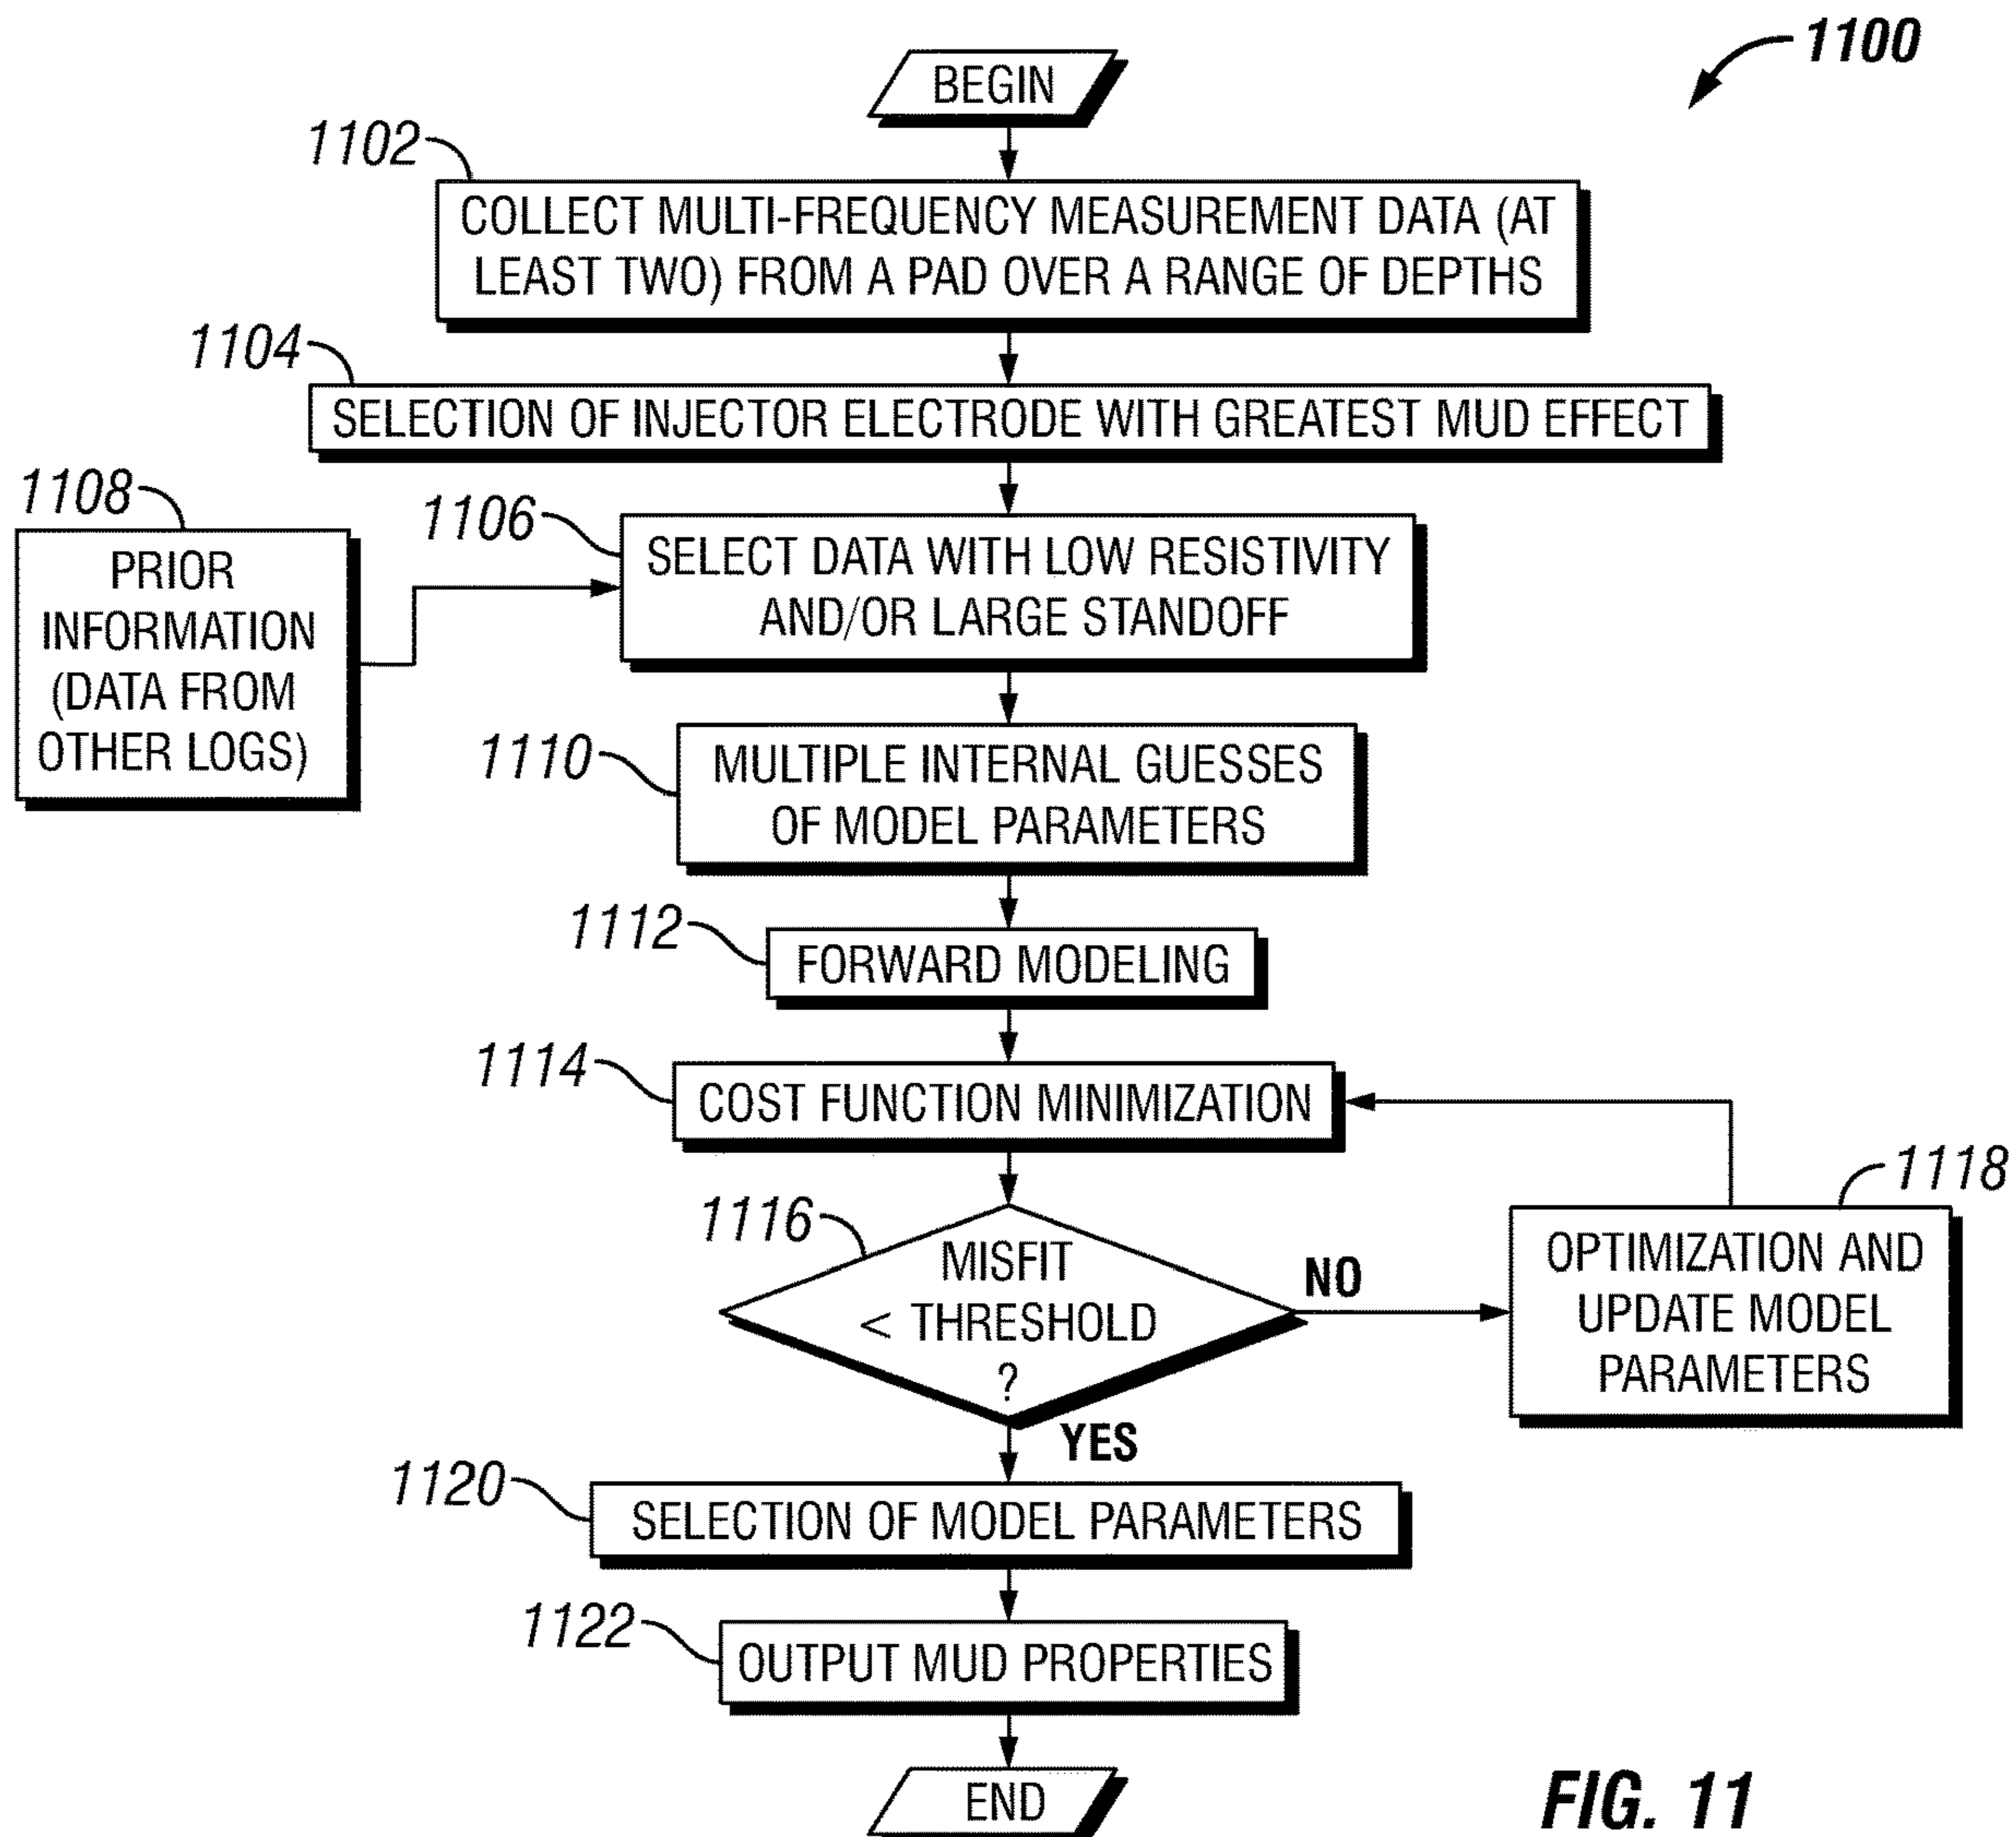 1100
BEGIN
1102
COLLECT MULTI-FREQUENCY MEASUREMENT DATA (AT
LEAST TWO) FROM A PAD OVER A RANGE OF DEPTHS
1104
SELECTION OF INJECTOR ELECTRODE WITH GREATEST MUD EFFECT
1108
PRIOR
INFORMATION
(DATA FROM
OTHER LOGS)
1106
SELECT DATA WITH LOW RESISTIVITY
AND/OR LARGE STANDOFF
1110
MULTIPLE INTERNAL GUESSES
OF MODEL PARAMETERS
1112
FORWARD MODELING
1114
COST FUNCTION MINIMIZATION
1116
MISFIT
< THRESHOLD
?
NO
1118
OPTIMIZATION AND
UPDATE MODEL
PARAMETERS
YES
1120
SELECTION OF MODEL PARAMETERS
1122
OUTPUT MUD PROPERTIES
END
FIG. 11